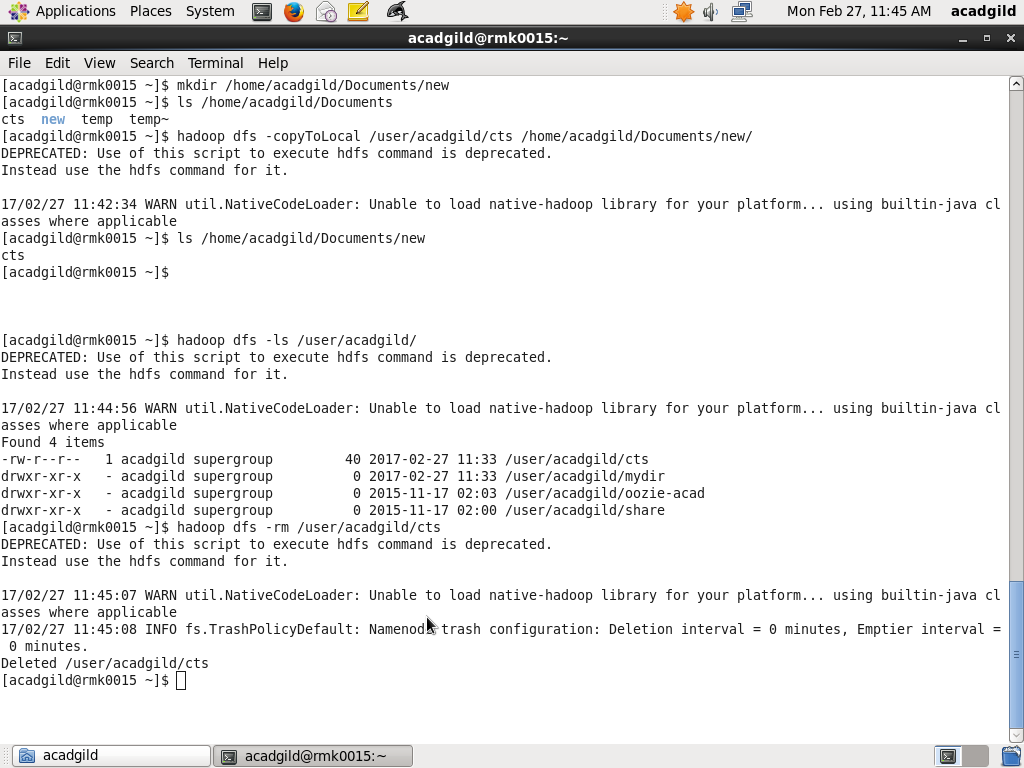 Applications Places System Mon Feb 27, 11:45 AM acadgild
acadgild@rmk0015:~
File Edit View Search Terminal Help
[acadgild@rmk0015 ~]$ mkdir /home/acadgild/Documents/new
[acadgild@rmk0015 ~]$ ls /home/acadgild/Documents
cts  new  temp  temp~
[acadgild@rmk0015 ~]$ hadoop dfs -copyToLocal /user/acadgild/cts /home/acadgild/Documents/new/
DEPRECATED: Use of this script to execute hdfs command is deprecated.
Instead use the hdfs command for it.
17/02/27 11:42:34 WARN util.NativeCodeLoader: Unable to load native-hadoop library for your platform... using builtin-java cl
asses where applicable
[acadgild@rmk0015 ~]$ ls /home/acadgild/Documents/new
cts
[acadgild@rmk0015 ~]$
[acadgild@rmk0015 ~]$ hadoop dfs -ls /user/acadgild/
DEPRECATED: Use of this script to execute hdfs command is deprecated.
Instead use the hdfs command for it.
17/02/27 11:44:56 WARN util.NativeCodeLoader: Unable to load native-hadoop library for your platform... using builtin-java cl
asses where applicable
Found 4 items
-rw-r--r--   1 acadgild supergroup         40 2017-02-27 11:33 /user/acadgild/cts
drwxr-xr-x   - acadgild supergroup          0 2017-02-27 11:33 /user/acadgild/mydir
drwxr-xr-x   - acadgild supergroup          0 2015-11-17 02:03 /user/acadgild/oozie-acad
drwxr-xr-x   - acadgild supergroup          0 2015-11-17 02:00 /user/acadgild/share
[acadgild@rmk0015 ~]$ hadoop dfs -rm /user/acadgild/cts
DEPRECATED: Use of this script to execute hdfs command is deprecated.
Instead use the hdfs command for it.
17/02/27 11:45:07 WARN util.NativeCodeLoader: Unable to load native-hadoop library for your platform... using builtin-java cl
asses where applicable
17/02/27 11:45:08 INFO fs.TrashPolicyDefault: Namenode trash configuration: Deletion interval = 0 minutes, Emptier interval =
 0 minutes.
Deleted /user/acadgild/cts
[acadgild@rmk0015 ~]$
acadgild acadgild@rmk0015:~